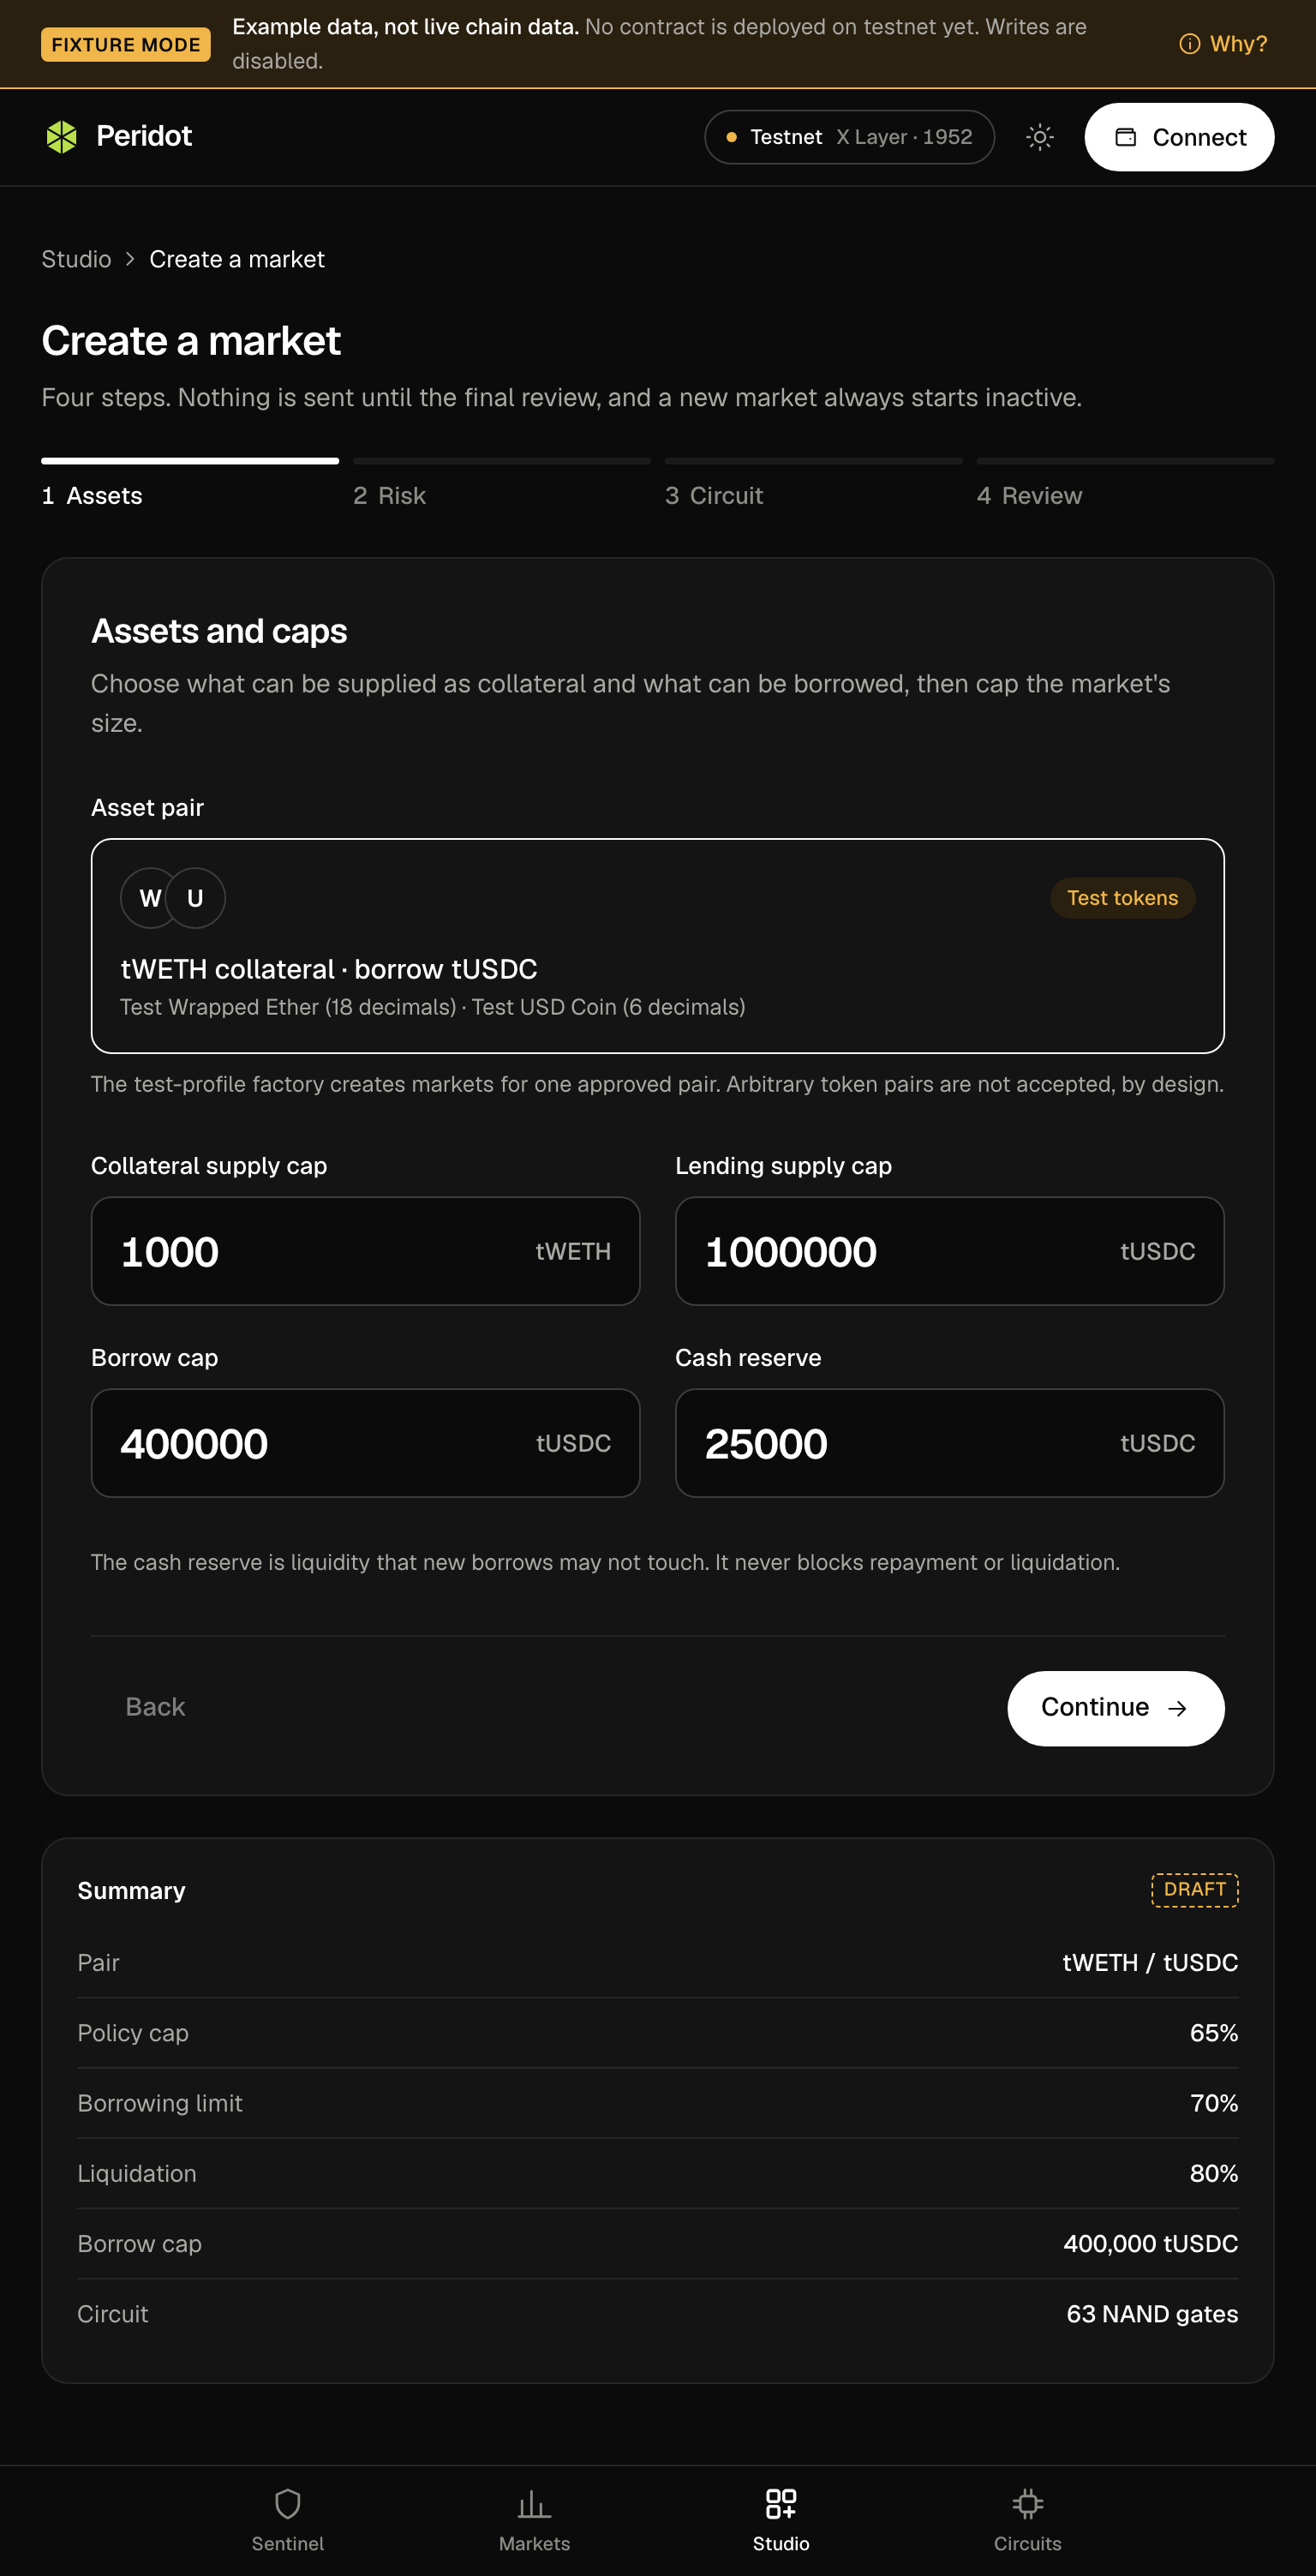 FIXTURE MODE
Example data, not live chain data. No contract is deployed on testnet yet. Writes are
disabled.
Why?
Peridot
Testnet X Layer · 1952
Connect
Studio > Create a market
Create a market
Four steps. Nothing is sent until the final review, and a new market always starts inactive.
1 Assets
2 Risk
3 Circuit
4 Review
Assets and caps
Choose what can be supplied as collateral and what can be borrowed, then cap the market's
size.
Asset pair
W U
Test tokens
tWETH collateral · borrow tUSDC
Test Wrapped Ether (18 decimals) · Test USD Coin (6 decimals)
The test-profile factory creates markets for one approved pair. Arbitrary token pairs are not accepted, by design.
Collateral supply cap
1000 tWETH
Lending supply cap
1000000 tUSDC
Borrow cap
400000 tUSDC
Cash reserve
25000 tUSDC
The cash reserve is liquidity that new borrows may not touch. It never blocks repayment or liquidation.
Back
Continue →
Summary
DRAFT
Pair tWETH / tUSDC
Policy cap 65%
Borrowing limit 70%
Liquidation 80%
Borrow cap 400,000 tUSDC
Circuit 63 NAND gates
Sentinel
Markets
Studio
Circuits